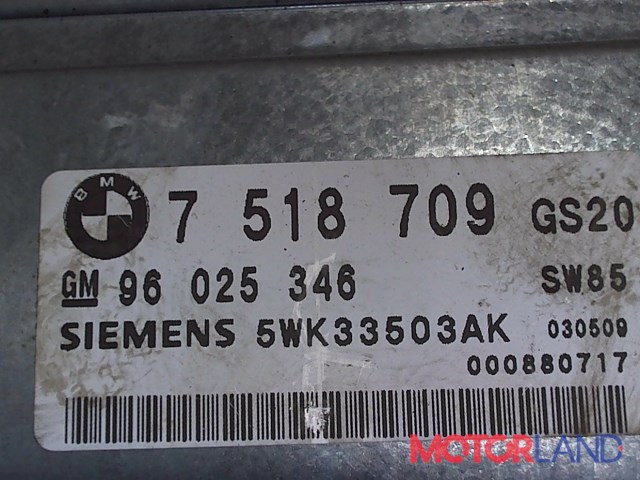 BMW 7 518 709 GS20
GM 96 025 346 SW85
SIEMENS 5WK33503AK 030509
000880717
MOTORLAND